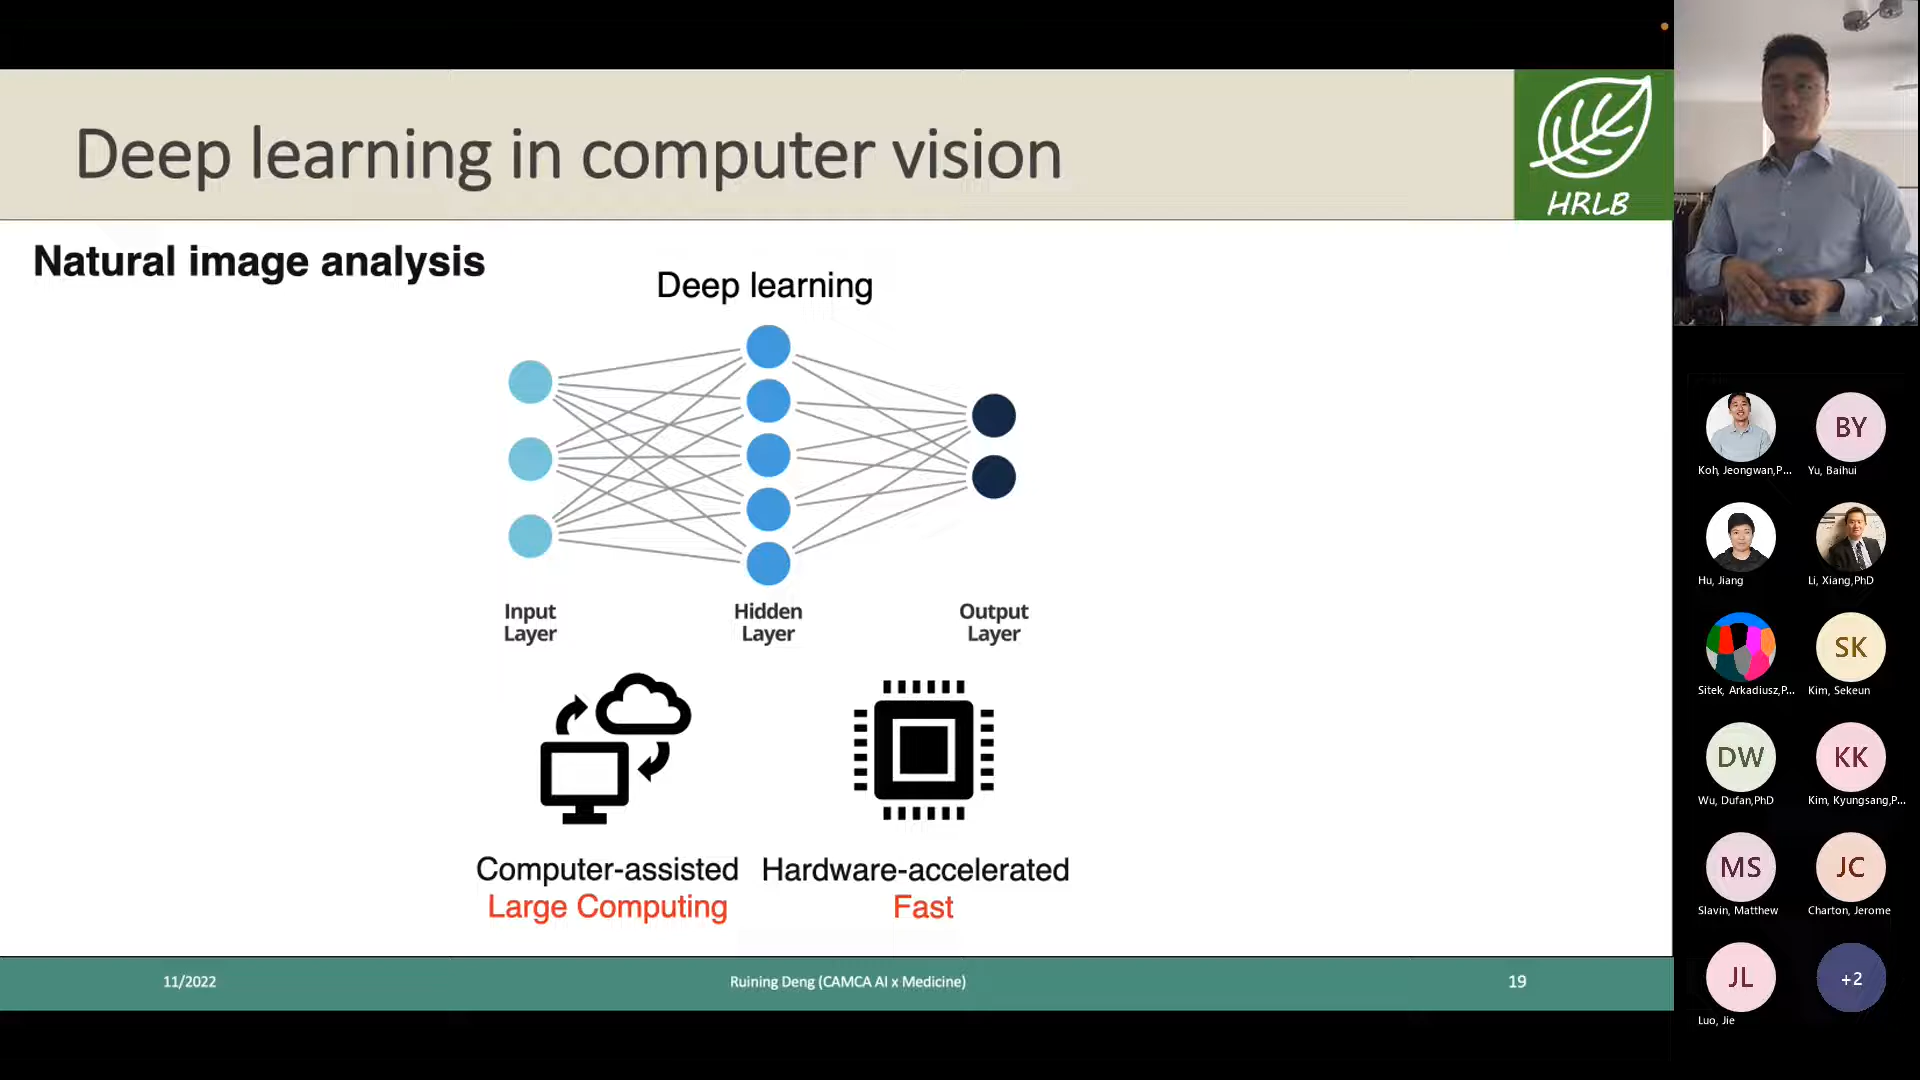 Deep learning in computer vision
HRLB
Natural image analysis
Deep learning
Input
Layer
Hidden
Layer
Output
Layer
Computer-assisted
Large Computing
Hardware-accelerated
Fast
11/2022
Ruining Deng (CAMCA AI x Medicine)
19
Koh, Jeongwan,P...
BY
Yu, Baihui
Hu, Jiang
Li, Xiang,PhD
Sitek, Arkadiusz,P...
SK
Kim, Sekeun
DW
Wu, Dufan,PhD
KK
Kim, Kyungsang,P...
MS
Slavin, Matthew
JC
Charton, Jerome
JL
Luo, Jie
+2